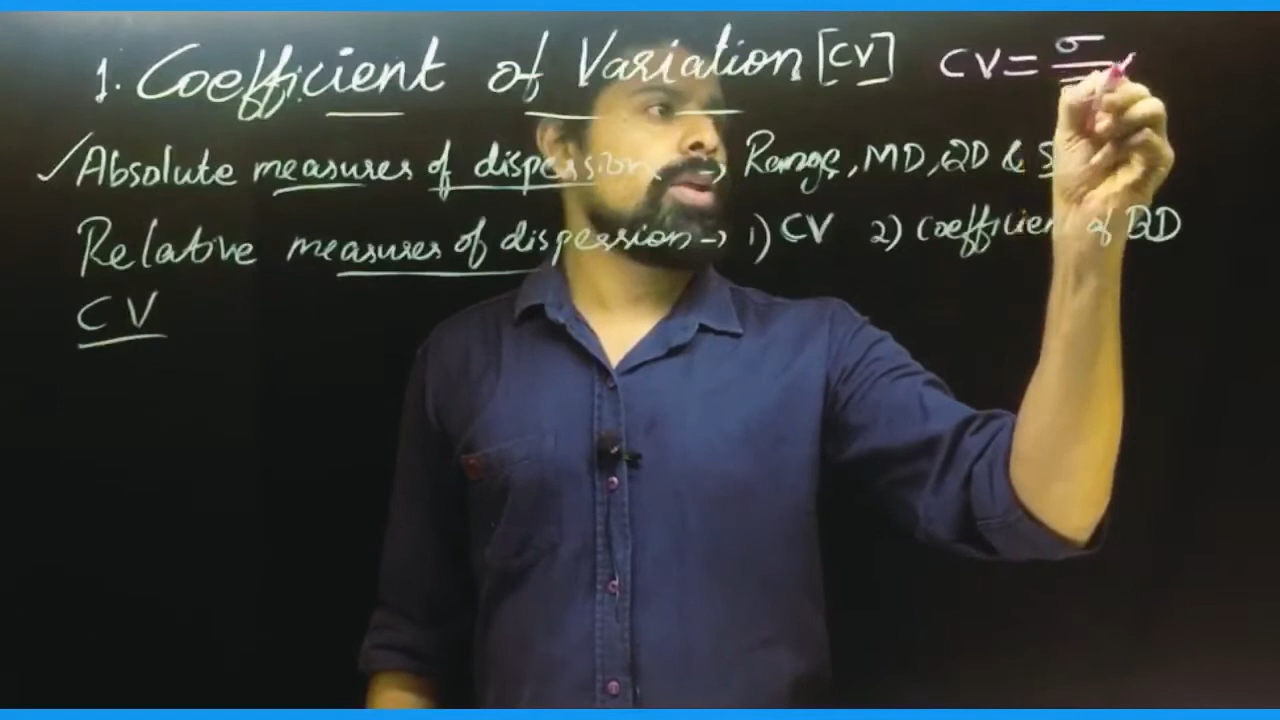 1. Coefficient of Variation [CV] CV = σ
✓ Absolute measures of dispersion → Range, MD, QD &
Relative measures of dispersion → 1) CV 2) Coefficient of QD
CV